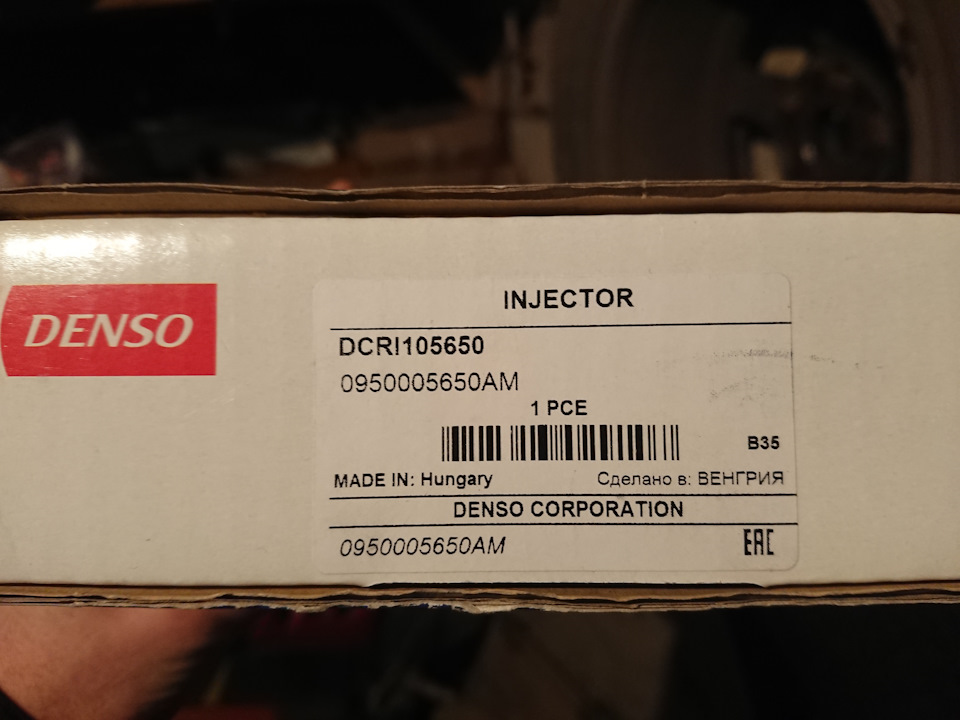 DENSO
INJECTOR
DCRI105650
0950005650AM
1 PCE
B35
MADE IN: Hungary Сделано в: ВЕНГРИЯ
DENSO CORPORATION
0950005650AM EAC